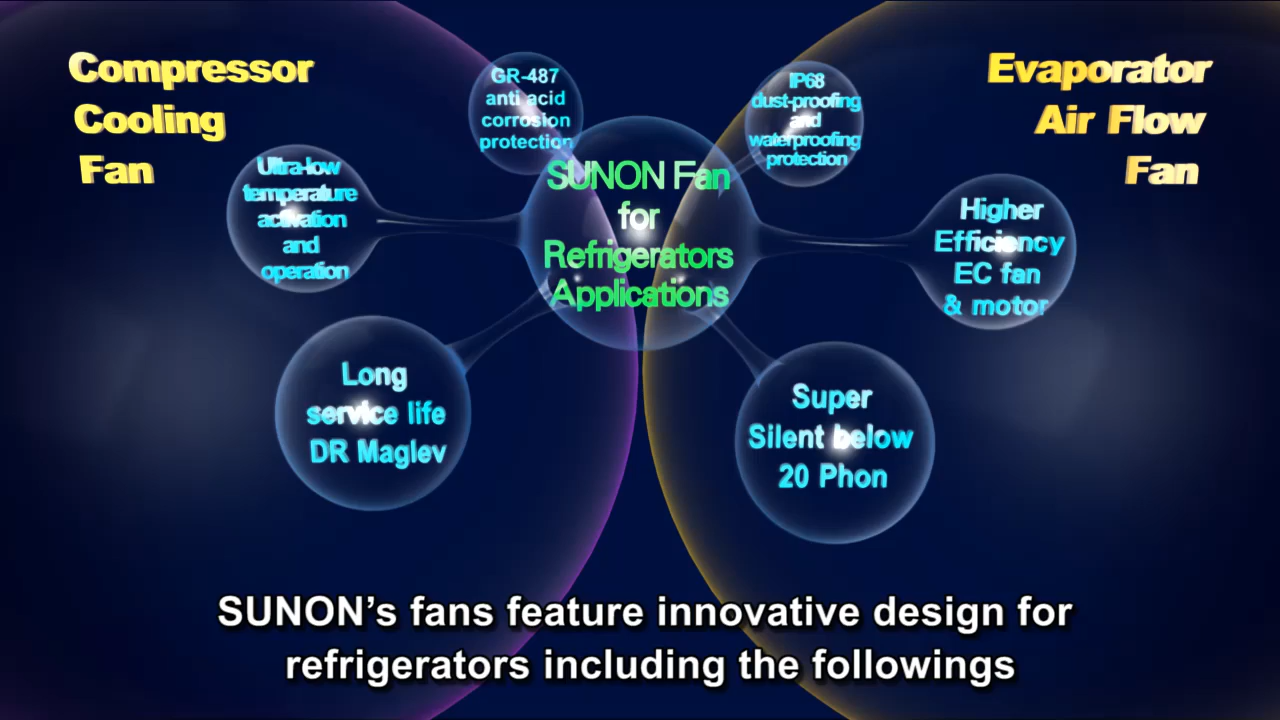 Compressor
Cooling
Fan
Evaporator
Air Flow
Fan
GR-487
anti acid
corrosion
protection
IP68
dust-proofing
and
waterproofing
protection
Ultra-low
temperature
activation
and
operation
SUNON Fan
for
Refrigerators
Applications
Higher
Efficiency
EC fan
& motor
Long
service life
DR Maglev
Super
Silent below
20 Phon
SUNON’s fans feature innovative design for
refrigerators including the followings